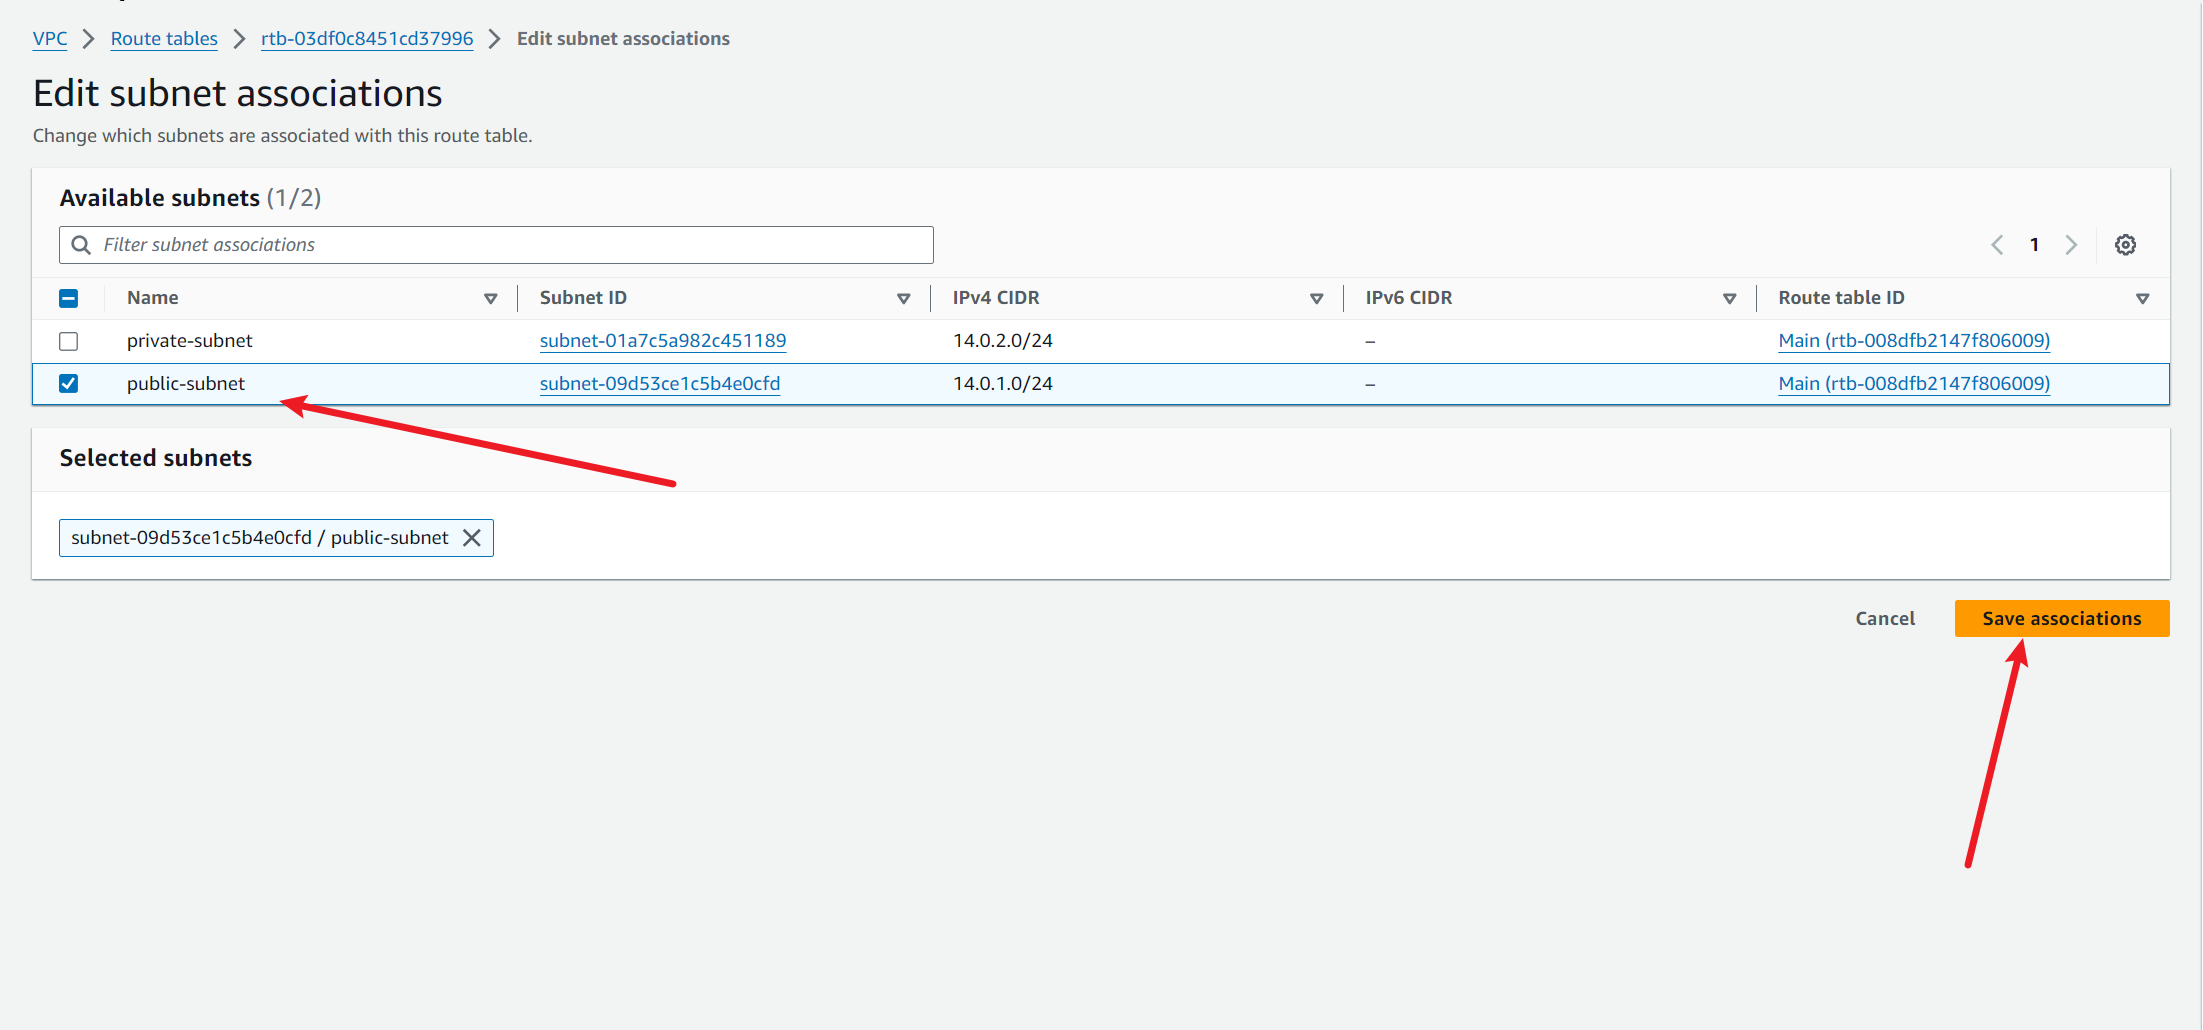 VPC > Route tables > rtb-03df0c8451cd37996 > Edit subnet associations
Edit subnet associations
Change which subnets are associated with this route table.
Available subnets (1/2)
Filter subnet associations
1
Name Subnet ID IPv4 CIDR IPv6 CIDR Route table ID
private-subnet subnet-01a7c5a982c451189 14.0.2.0/24 – Main (rtb-008dfb2147f806009)
public-subnet subnet-09d53ce1c5b4e0cfd 14.0.1.0/24 – Main (rtb-008dfb2147f806009)
Selected subnets
subnet-09d53ce1c5b4e0cfd / public-subnet
Cancel Save associations